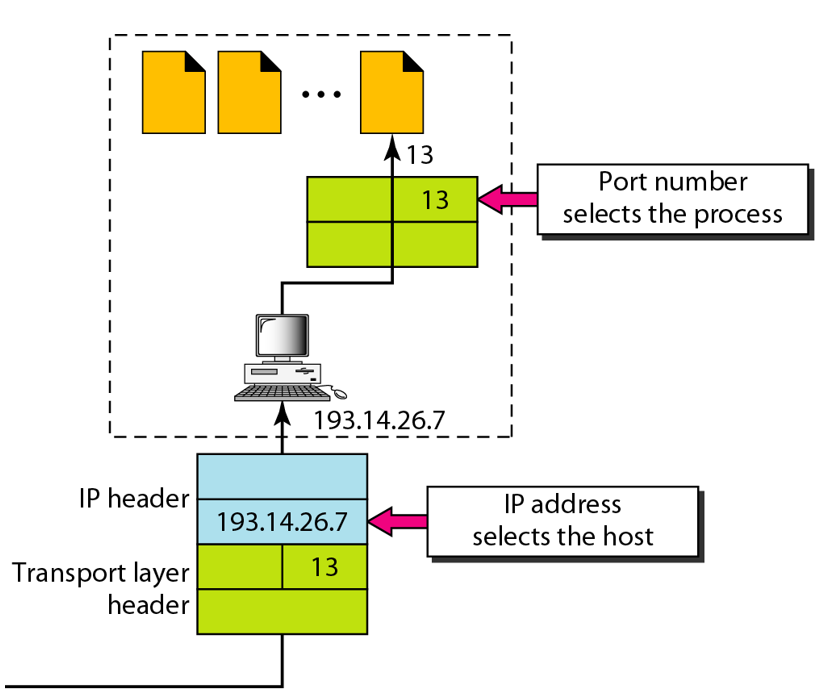 13
13
Port number
selects the process
193.14.26.7
IP header
193.14.26.7
IP address
selects the host
Transport layer
header
13